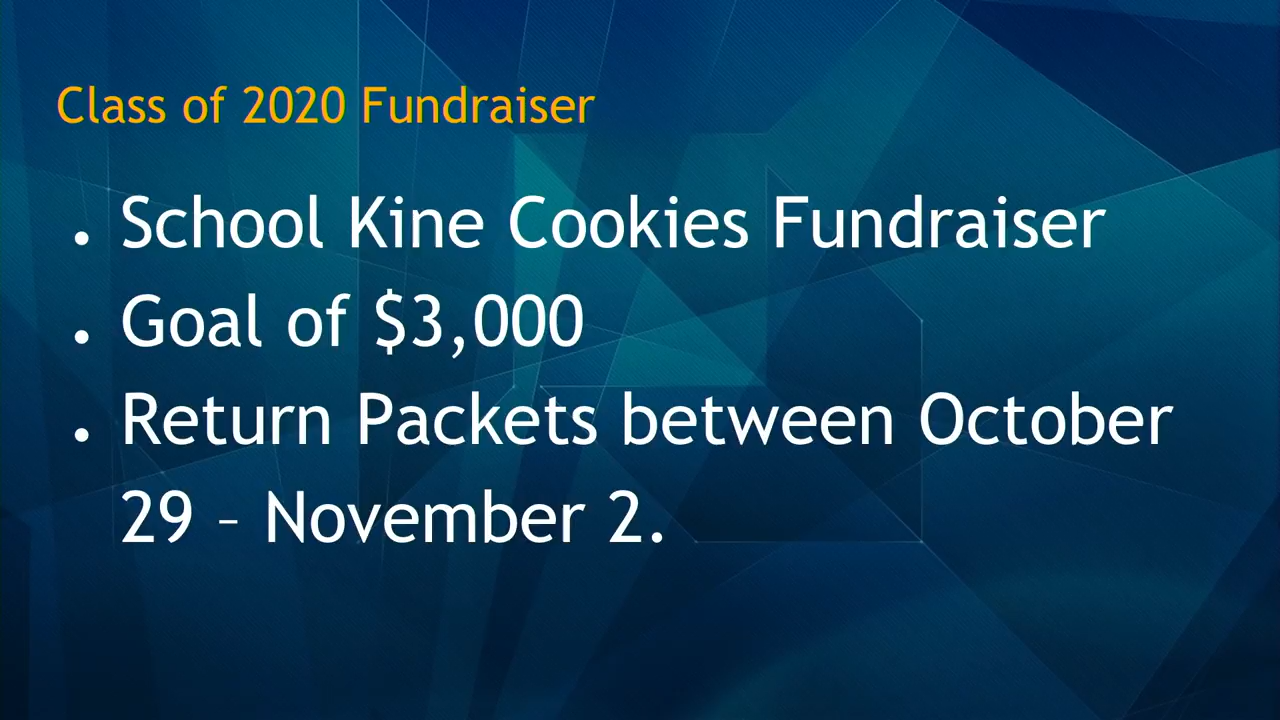 Class of 2020 Fundraiser
• School Kine Cookies Fundraiser
• Goal of $3,000
• Return Packets between October
29 – November 2.